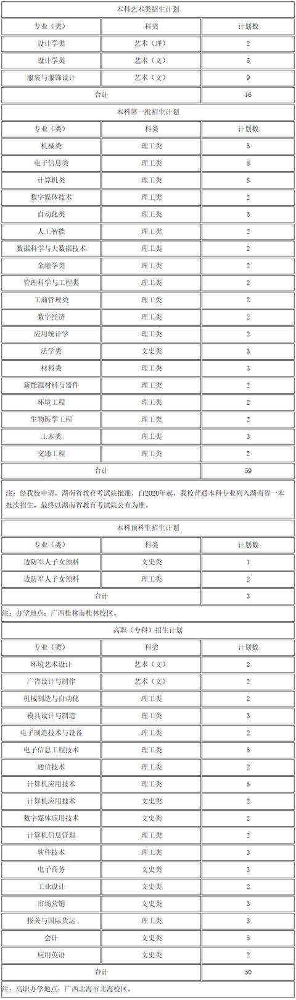 本科艺术类招生计划
专业（类） 科类 计划数
设计学类 艺术（理） 2
设计学类 艺术（文） 5
服装与服饰设计 艺术（文） 9
合计 16
本科第一批招生计划
专业（类） 科类 计划数
机械类 理工类 5
电子信息类 理工类 8
计算机类 理工类 8
数字媒体技术 理工类 2
自动化类 理工类 5
人工智能 理工类 2
数据科学与大数据技术 理工类 2
金融学类 理工类 2
管理科学与工程类 理工类 2
工商管理类 理工类 2
数字经济 理工类 2
应用统计学 理工类 2
法学类 文史类 3
材料类 理工类 3
新能源材料与器件 理工类 2
环境工程 理工类 2
生物医学工程 理工类 2
土木类 理工类 3
交通工程 理工类 2
合计 59
注：经我校申请，湖南省教育考试院批准，自2020年起，我校普通本科专业列入湖南省一本
批次招生，最终以湖南省教育考试院公布为准。
本科预科生招生计划
专业（类） 科类 计划数
边防军人子女预科 文史类 1
边防军人子女预科 理工类 2
合计 3
注：办学地点：广西桂林市桂林校区。
高职（专科）招生计划
专业（类） 科类 计划数
环境艺术设计 艺术（文） 2
广告设计与制作 艺术（文） 2
机械制造与自动化 理工类 2
模具设计与制造 理工类 3
电子制造技术与设备 理工类 2
电子信息工程技术 理工类 5
通信技术 理工类 2
计算机应用技术 理工类 5
计算机应用技术 文史类 2
数字媒体应用技术 文史类 2
计算机信息管理 理工类 2
软件技术 理工类 3
电子商务 文史类 3
工业设计 文史类 2
市场营销 文史类 3
报关与国际货运 理工类 3
会计 文史类 5
应用英语 文史类 2
合计 50
注：高职办学地点：广西北海市北海校区。